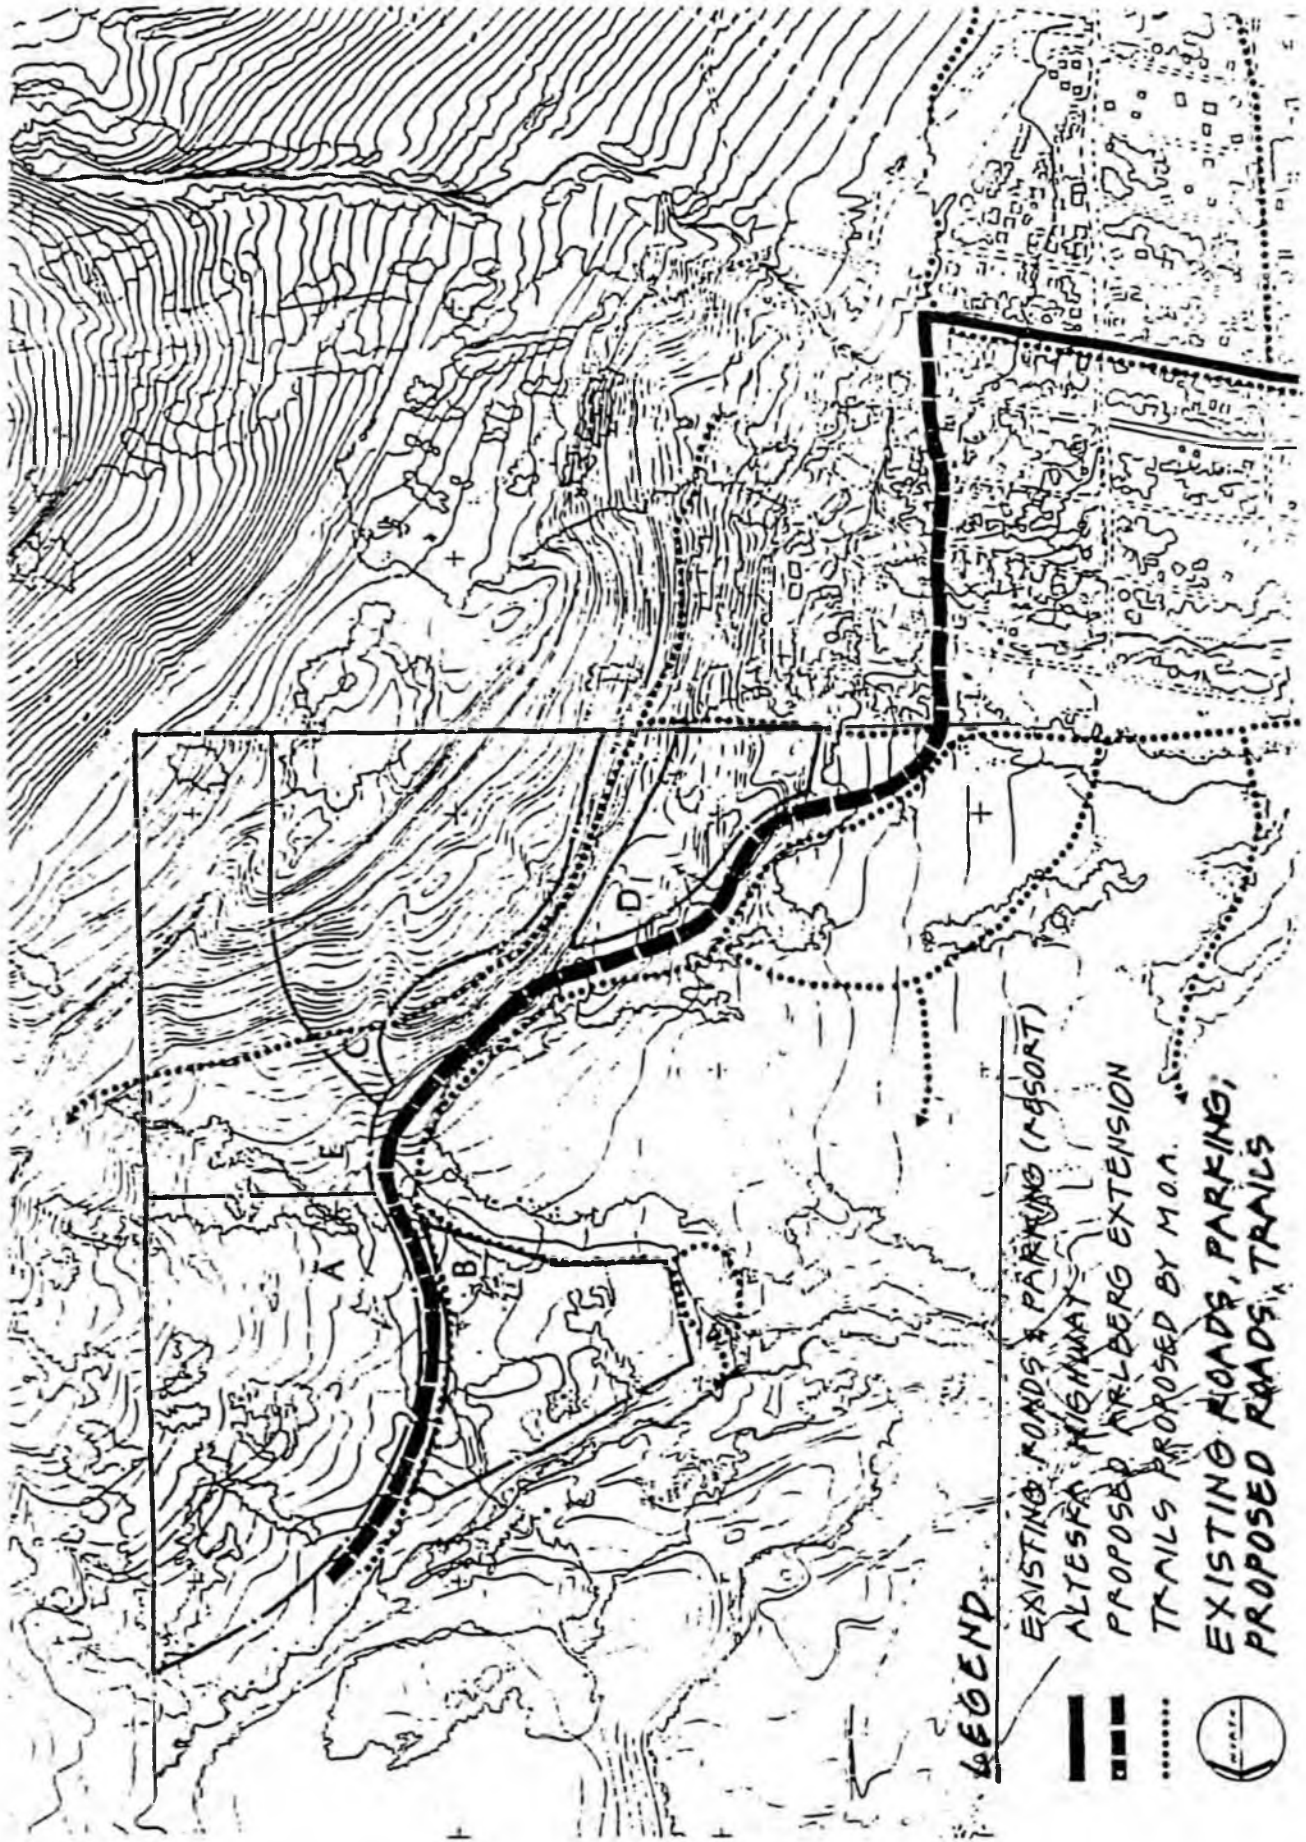 A
B
C
D
E
LEGEND
EXISTING ROADS & PARKING (RESORT)
ALYESKA HIGHWAY
PROPOSED ARLBERG EXTENSION
TRAILS PROPOSED BY M.O.A.
EXISTING ROADS, PARKING,
PROPOSED ROADS, TRAILS
NORTH